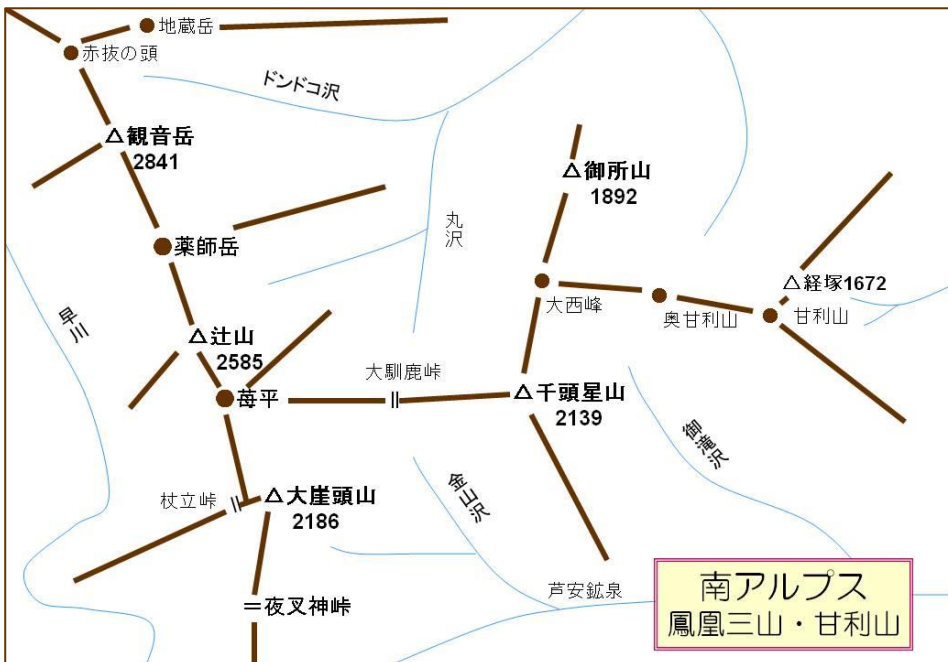 地蔵岳
赤抜の頭
ドンドコ沢
△観音岳
2841
△御所山
1892
丸沢
薬師岳
△経塚1672
大西峰
奥甘利山
甘利山
早川
△辻山
2585
大馴鹿峠
苺平
△千頭星山
2139
御滝沢
金山沢
杖立峠
△大崖頭山
2186
芦安鉱泉
夜叉神峠
南アルプス
鳳凰三山・甘利山